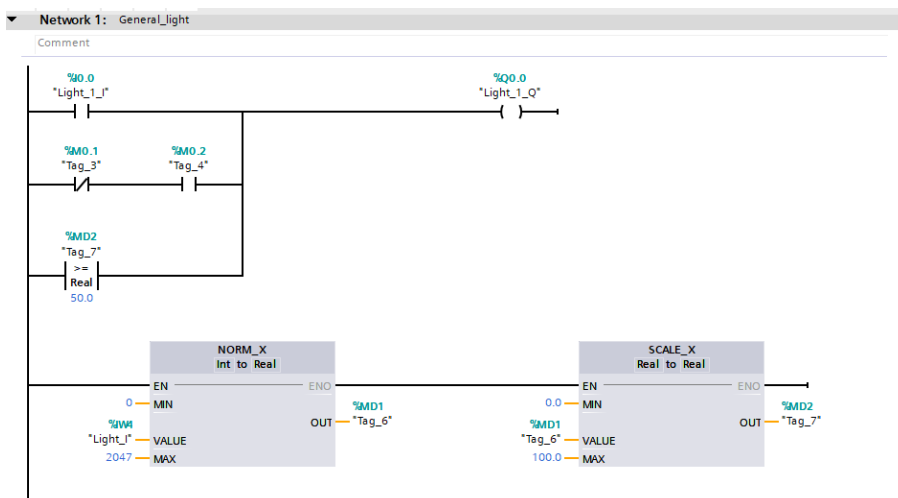 Network 1: General_light
Comment
%I0.0
"Light_1_I"
%Q0.0
"Light_1_Q"
%M0.1
"Tag_3"
%M0.2
"Tag_4"
%MD2
"Tag_7"
>=
Real
50.0
NORM_X
Int to Real
EN
ENO
0
MIN
%IW4
"Light_I"
VALUE
2047
MAX
OUT
%MD1
"Tag_6"
SCALE_X
Real to Real
EN
ENO
0.0
MIN
%MD1
"Tag_6"
VALUE
100.0
MAX
OUT
%MD2
"Tag_7"